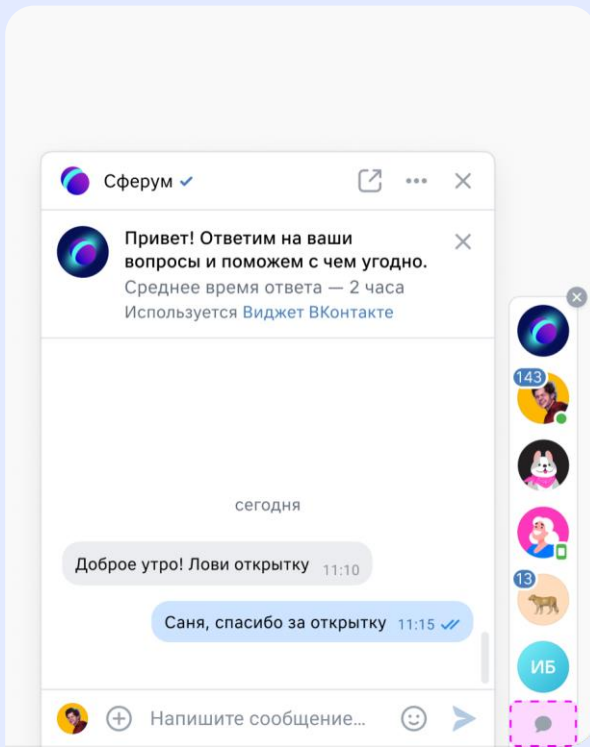 Сферум
Привет! Ответим на ваши
вопросы и поможем с чем угодно.
Среднее время ответа — 2 часа
Используется Виджет ВКонтакте
143
сегодня
Доброе утро! Лови открытку 11:10
13
Саня, спасибо за открытку 11:15
ИБ
Напишите сообщение...